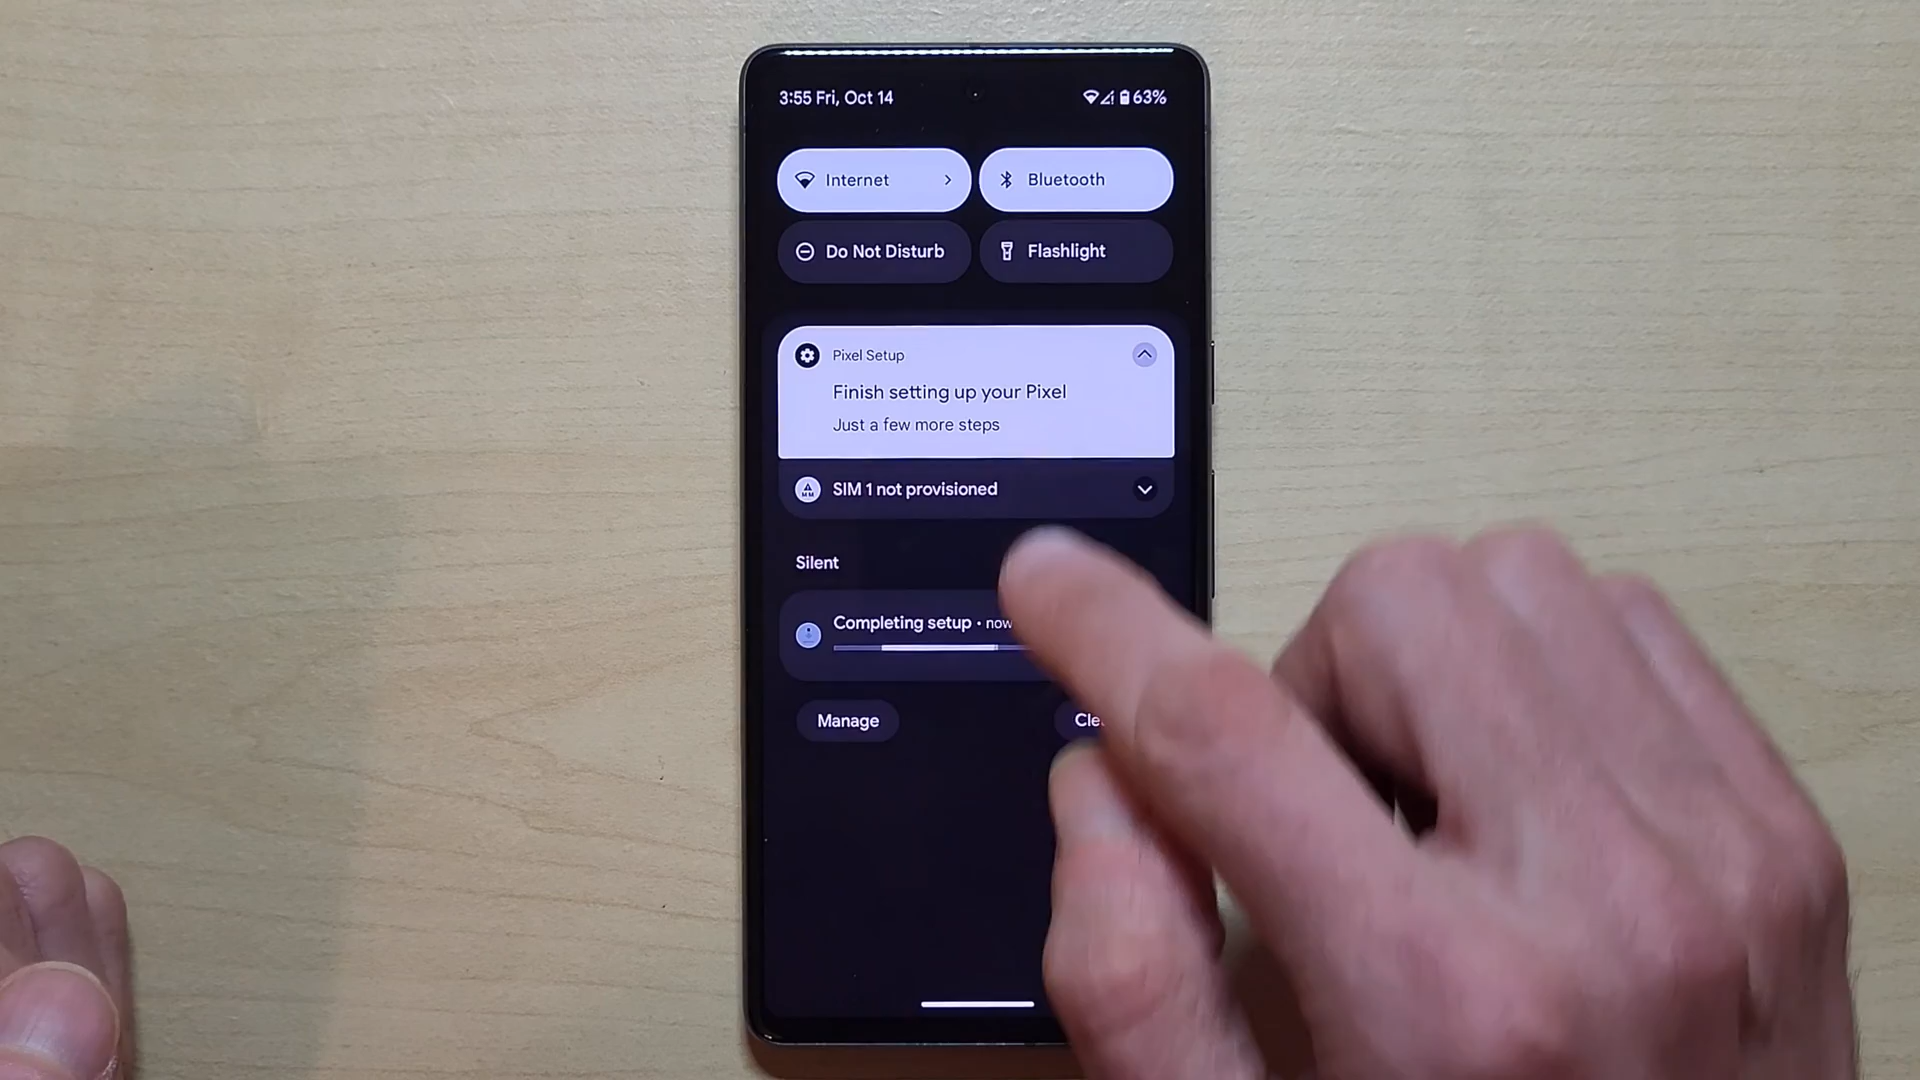 3:55 Fri, Oct 14
63%
Internet
Bluetooth
Do Not Disturb
Flashlight
Pixel Setup
Finish setting up your Pixel
Just a few more steps
SIM 1 not provisioned
Silent
Completing setup • now
Manage